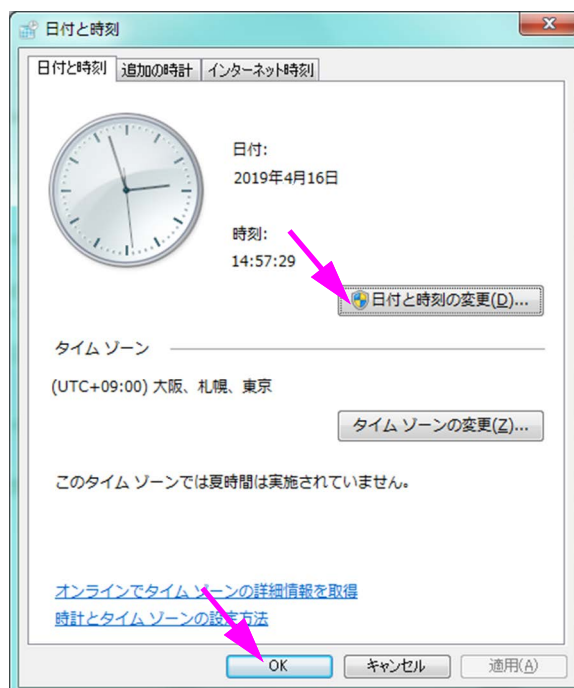 日付と時刻
日付と時刻 追加の時計 インターネット時刻
日付:
2019年4月16日
時刻:
14:57:29
日付と時刻の変更(D)...
タイム ゾーン
(UTC+09:00) 大阪、札幌、東京
タイム ゾーンの変更(Z)...
このタイム ゾーンでは夏時間は実施されていません。
オンラインでタイム ゾーンの詳細情報を取得
時計とタイム ゾーンの設定方法
OK キャンセル 適用(A)